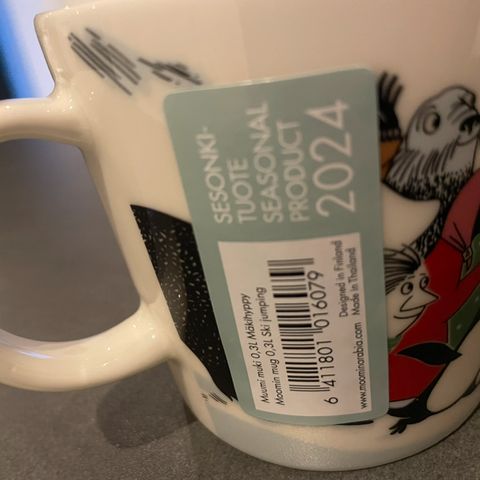 SESONKI-
TUOTE
SEASONAL
PRODUCT
2024
Muumi muki 0,3L Mäkihyppy
Moomin mug 0,3L Ski jumping
6 411801 016079
Designed in Finland
Made in Thailand
www.moominarabia.com